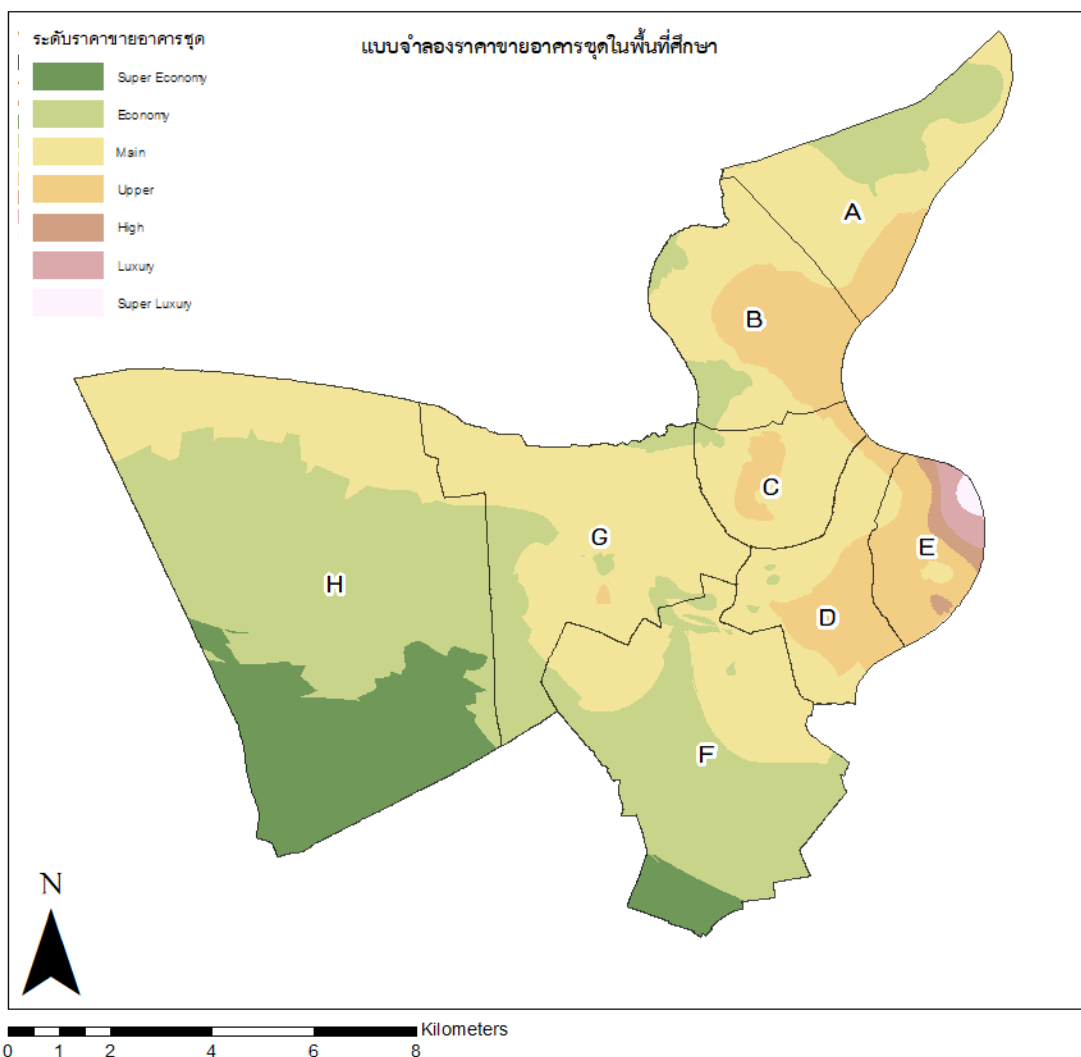 ระดับราคาขายอาคารชุด
แบบจำลองราคาขายอาคารชุดในพื้นที่ศึกษา
Super Economy
Economy
Main
Upper
High
Luxury
Super Luxury
A
B
C
E
G
H
D
F
N
Kilometers
0 1 2 4 6 8